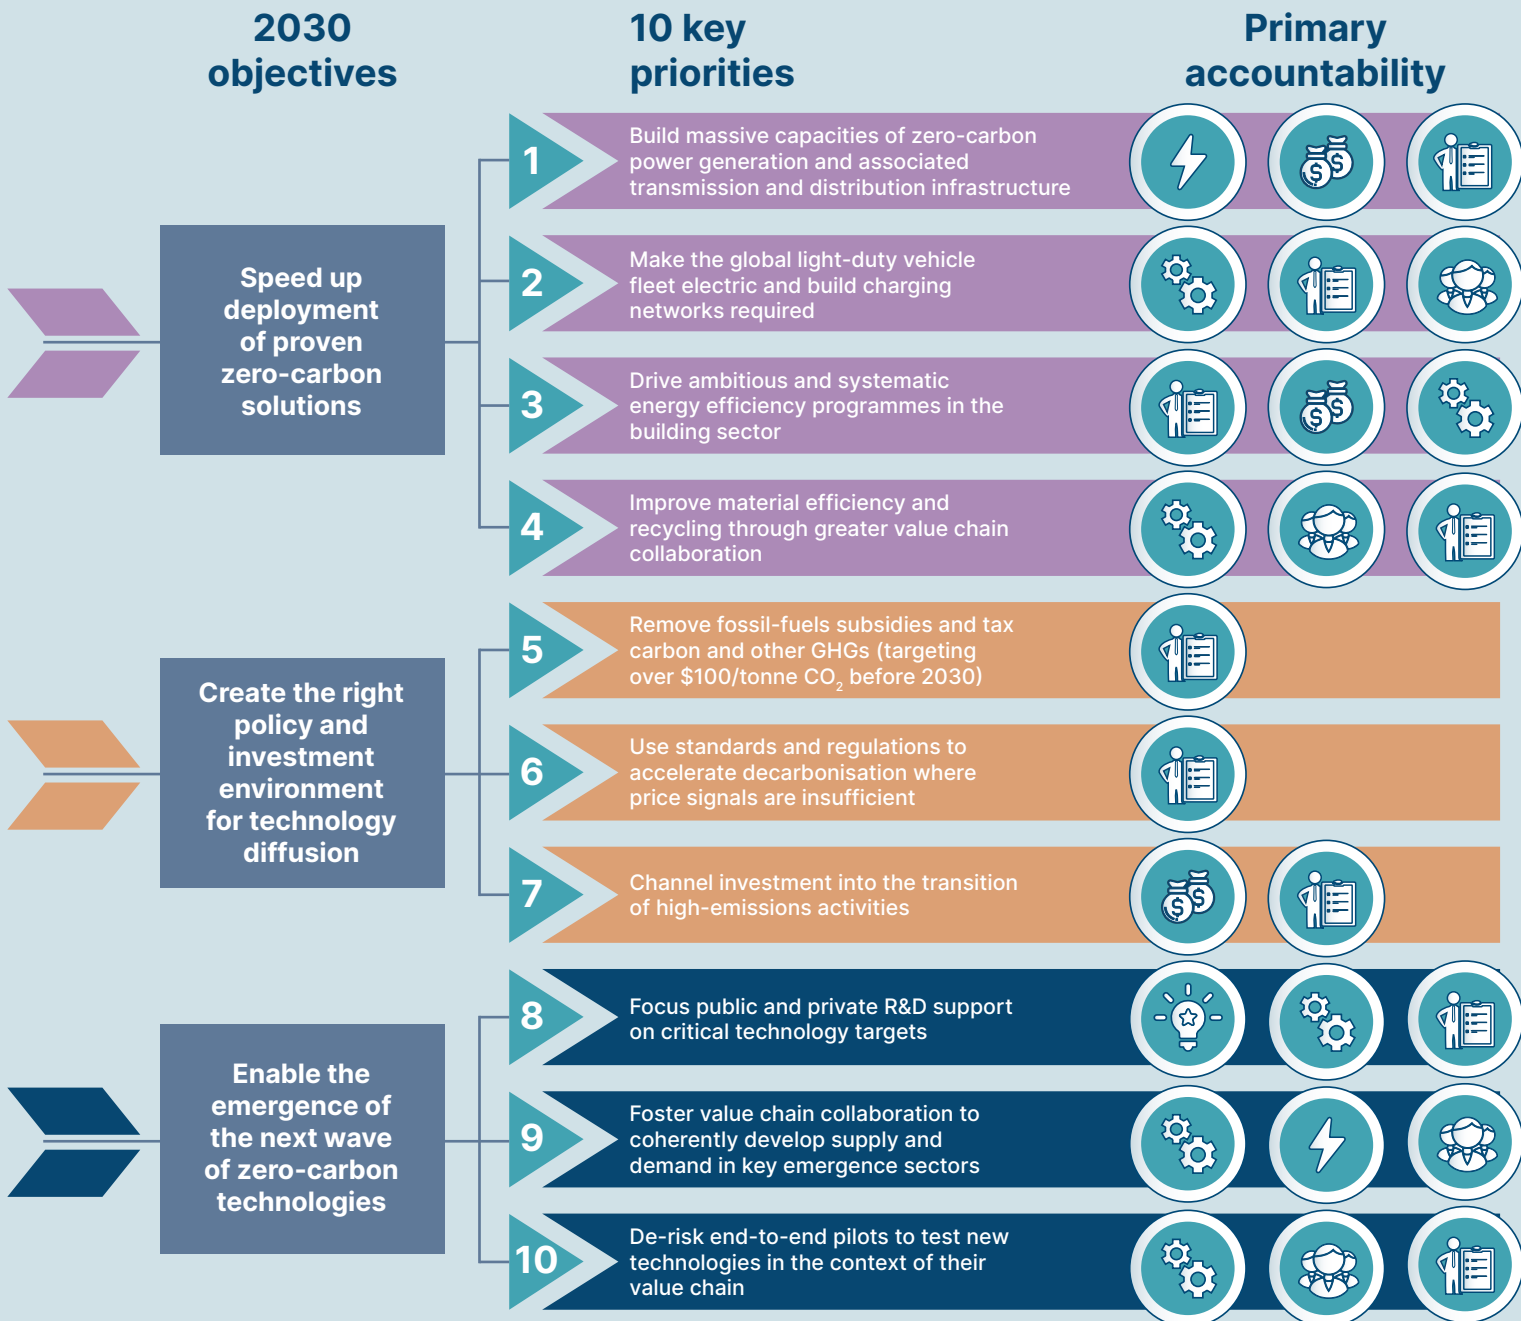 2030
objectives
10 key
priorities
Primary
accountability
Speed up
deployment
of proven
zero-carbon
solutions
1
Build massive capacities of zero-carbon
power generation and associated
transmission and distribution infrastructure
2
Make the global light-duty vehicle
fleet electric and build charging
networks required
3
Drive ambitious and systematic
energy efficiency programmes in the
building sector
4
Improve material efficiency and
recycling through greater value chain
collaboration
Create the right
policy and
investment
environment
for technology
diffusion
5
Remove fossil-fuels subsidies and tax
carbon and other GHGs (targeting
over $100/tonne CO₂ before 2030)
6
Use standards and regulations to
accelerate decarbonisation where
price signals are insufficient
7
Channel investment into the transition
of high-emissions activities
Enable the
emergence of
the next wave
of zero-carbon
technologies
8
Focus public and private R&D support
on critical technology targets
9
Foster value chain collaboration to
coherently develop supply and
demand in key emergence sectors
10
De-risk end-to-end pilots to test new
technologies in the context of their
value chain